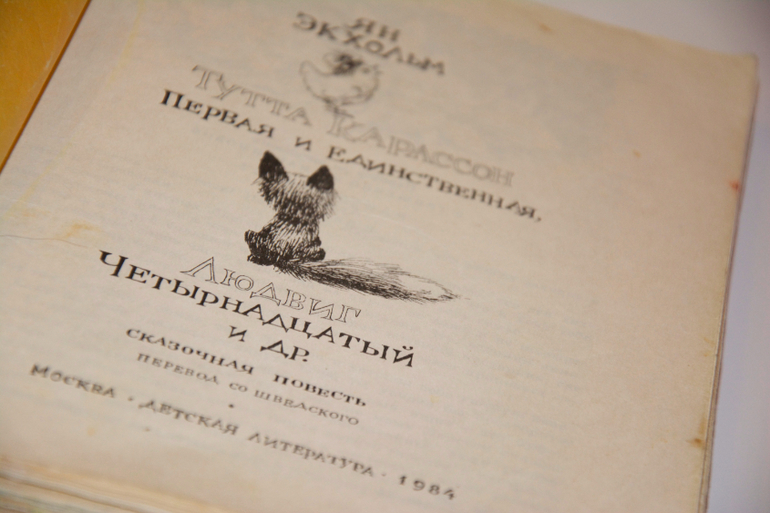 ЯН
ЭКХОЛЬМ
ТУТТА КАРЛССОН
ПЕРВАЯ И ЕДИНСТВЕННАЯ,
ЛЮДВИГ
ЧЕТЫРНАДЦАТЫЙ
И ДР.
СКАЗОЧНАЯ ПОВЕСТЬ
ПЕРЕВОД СО ШВЕДСКОГО
МОСКВА · ДЕТСКАЯ ЛИТЕРАТУРА · 1984